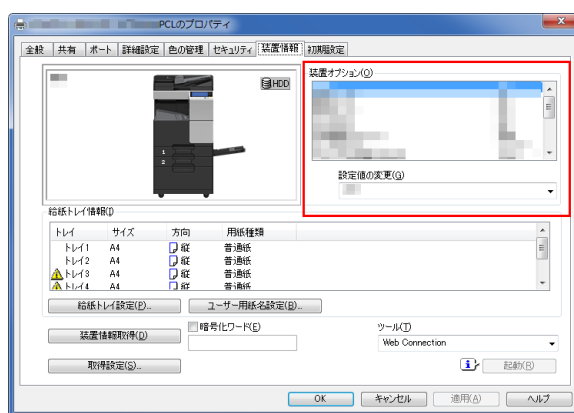 PCLのプロパティ
全般 共有 ポート 詳細設定 色の管理 セキュリティ 装置情報 初期設定
HDD
1
2
装置オプション(O)
設定値の変更(G)
給紙トレイ情報(I)
トレイ サイズ 方向 用紙種類
トレイ1 A4 縦 普通紙
トレイ2 A4 縦 普通紙
トレイ3 A4 縦 普通紙
トレイ4 A4 縦 普通紙
給紙トレイ設定(P)... ユーザー用紙名設定(B)...
装置情報取得(D)
暗号化ワード(E)
ツール(T)
Web Connection
取得設定(S)...
起動(R)
OK キャンセル 適用(A) ヘルプ